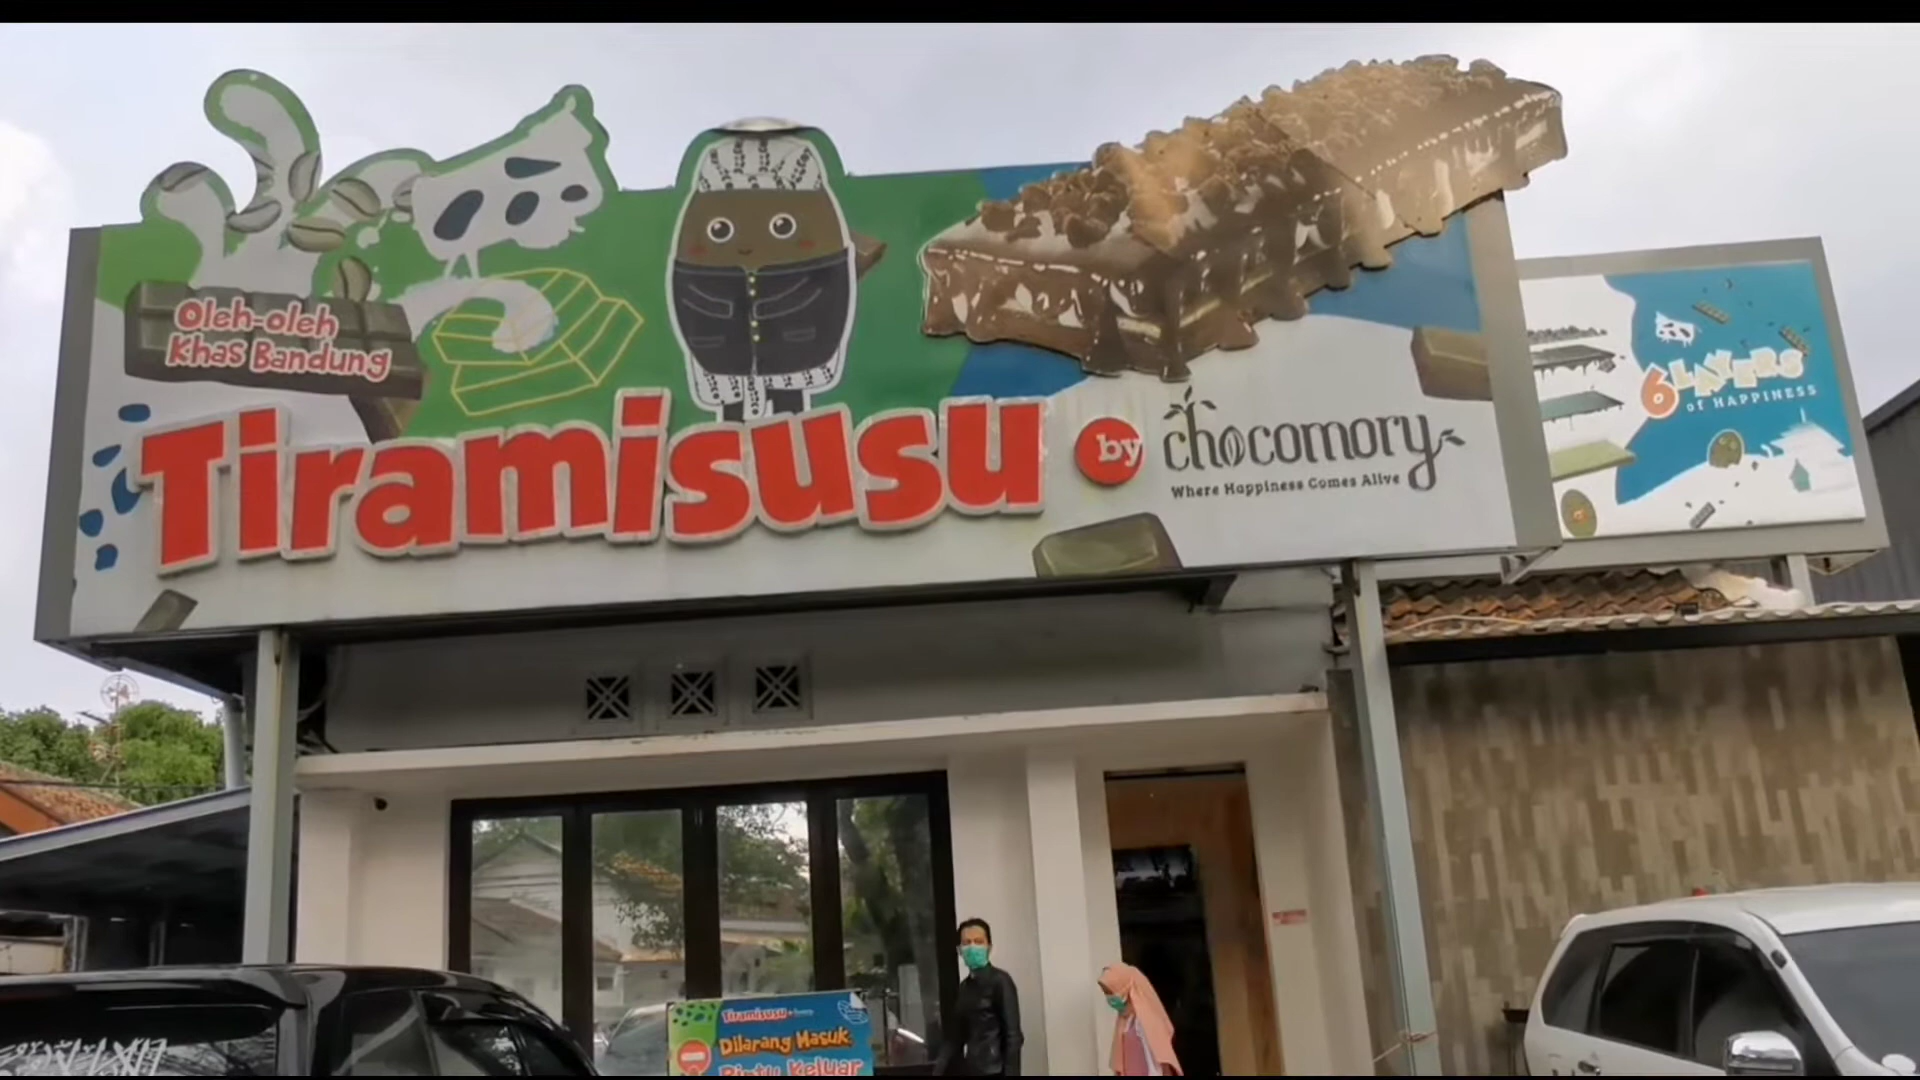 Oleh-oleh
Khas Bandung
Tiramisusu
by chocomory
Where Happiness Comes Alive
6 LAYERS
of HAPPINESS
Tiramisusu
Dilarang Masuk
Pintu Keluar